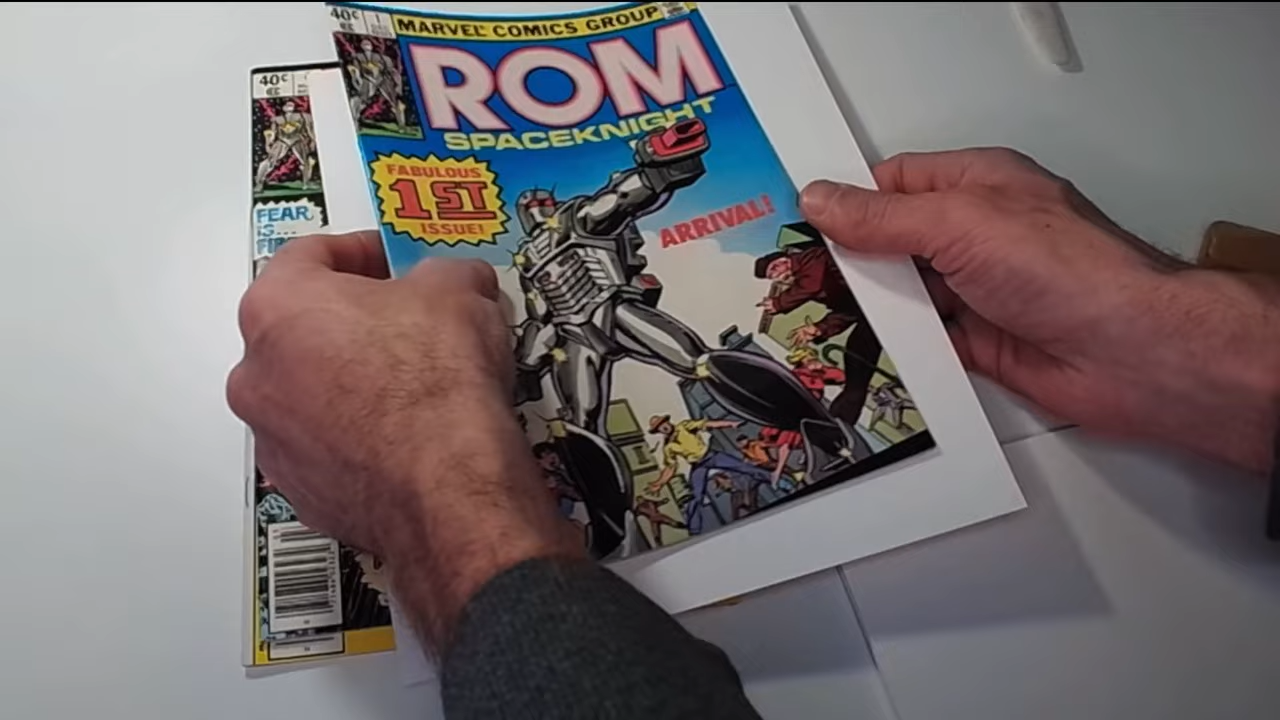 40¢ 1
MARVEL COMICS GROUP
ROM
SPACEKNIGHT
FABULOUS
1ST
ISSUE!
ARRIVAL!
40¢
FEAR
IS...